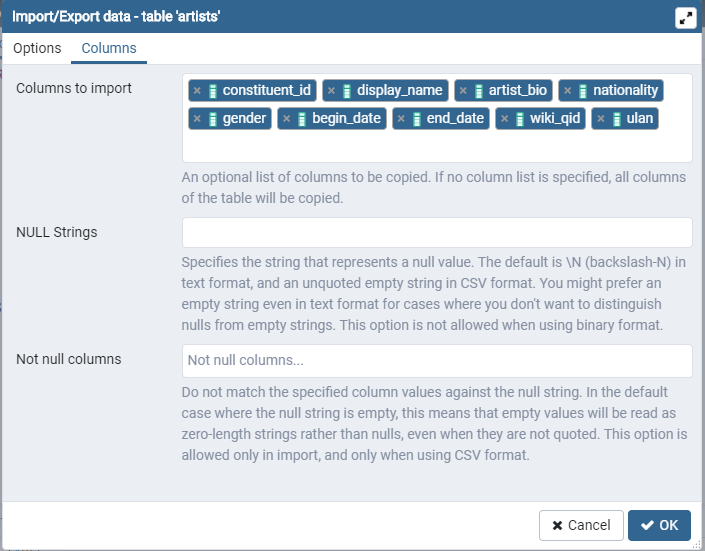 Import/Export data - table 'artists'
Options Columns
Columns to import
× constituent_id × display_name × artist_bio × nationality
× gender × begin_date × end_date × wiki_qid × ulan
An optional list of columns to be copied. If no column list is specified, all columns
of the table will be copied.
NULL Strings
Specifies the string that represents a null value. The default is \N (backslash-N) in
text format, and an unquoted empty string in CSV format. You might prefer an
empty string even in text format for cases where you don't want to distinguish
nulls from empty strings. This option is not allowed when using binary format.
Not null columns
Not null columns...
Do not match the specified column values against the null string. In the default
case where the null string is empty, this means that empty values will be read as
zero-length strings rather than nulls, even when they are not quoted. This option is
allowed only in import, and only when using CSV format.
Cancel OK